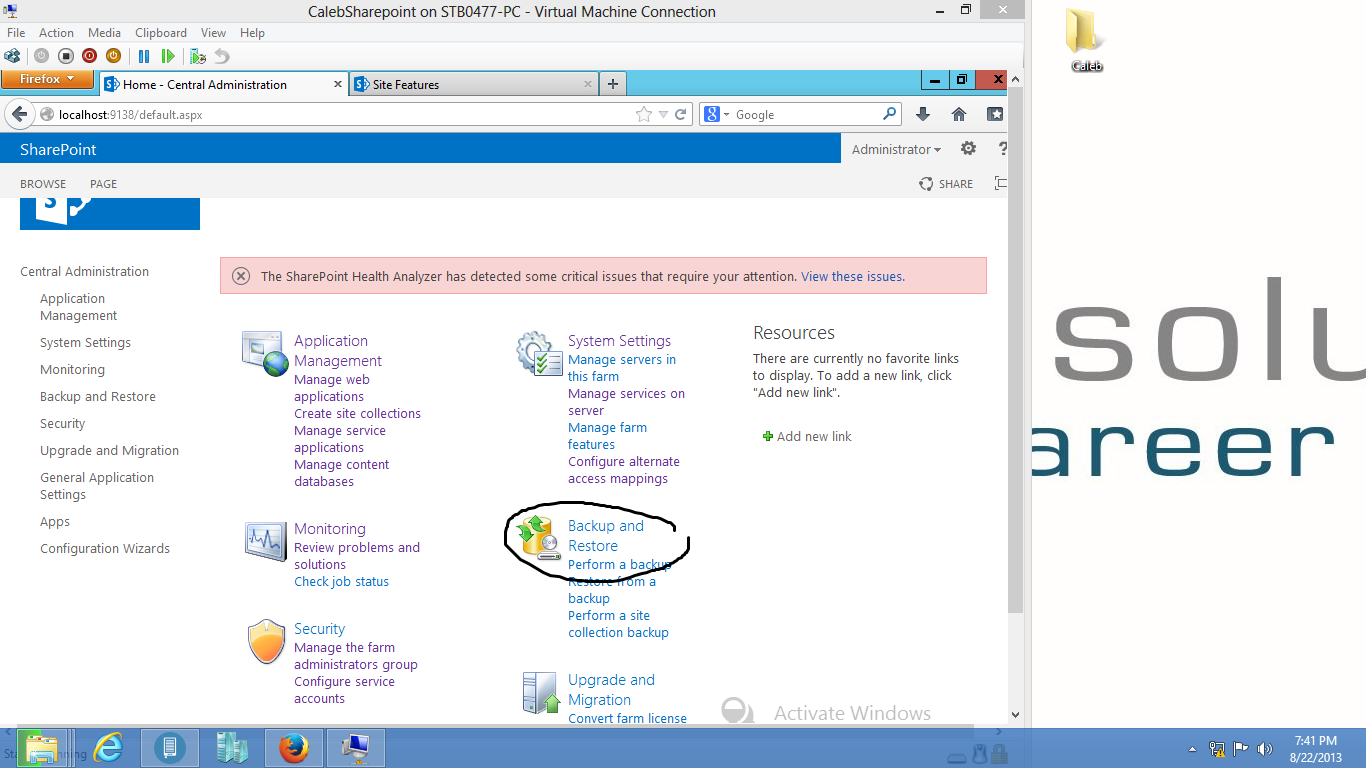 CalebSharepoint on STB0477-PC - Virtual Machine Connection
File Action Media Clipboard View Help
Firefox
Home - Central Administration
Site Features
localhost:9138/default.aspx
Google
SharePoint
Administrator
BROWSE PAGE
SHARE
Central Administration
Application
Management
System Settings
Monitoring
Backup and Restore
Security
Upgrade and Migration
General Application
Settings
Apps
Configuration Wizards
The SharePoint Health Analyzer has detected some critical issues that require your attention. View these issues.
Application
Management
Manage web
applications
Create site collections
Manage service
applications
Manage content
databases
Monitoring
Review problems and
solutions
Check job status
Security
Manage the farm
administrators group
Configure service
accounts
System Settings
Manage servers in
this farm
Manage services on
server
Manage farm
features
Configure alternate
access mappings
Backup and
Restore
Perform a backup
Restore from a
backup
Perform a site
collection backup
Upgrade and
Migration
Convert farm license
Resources
There are currently no favorite links
to display. To add a new link, click
"Add new link".
Add new link
Activate Windows
Caleb
solu
areer
7:41 PM
8/22/2013